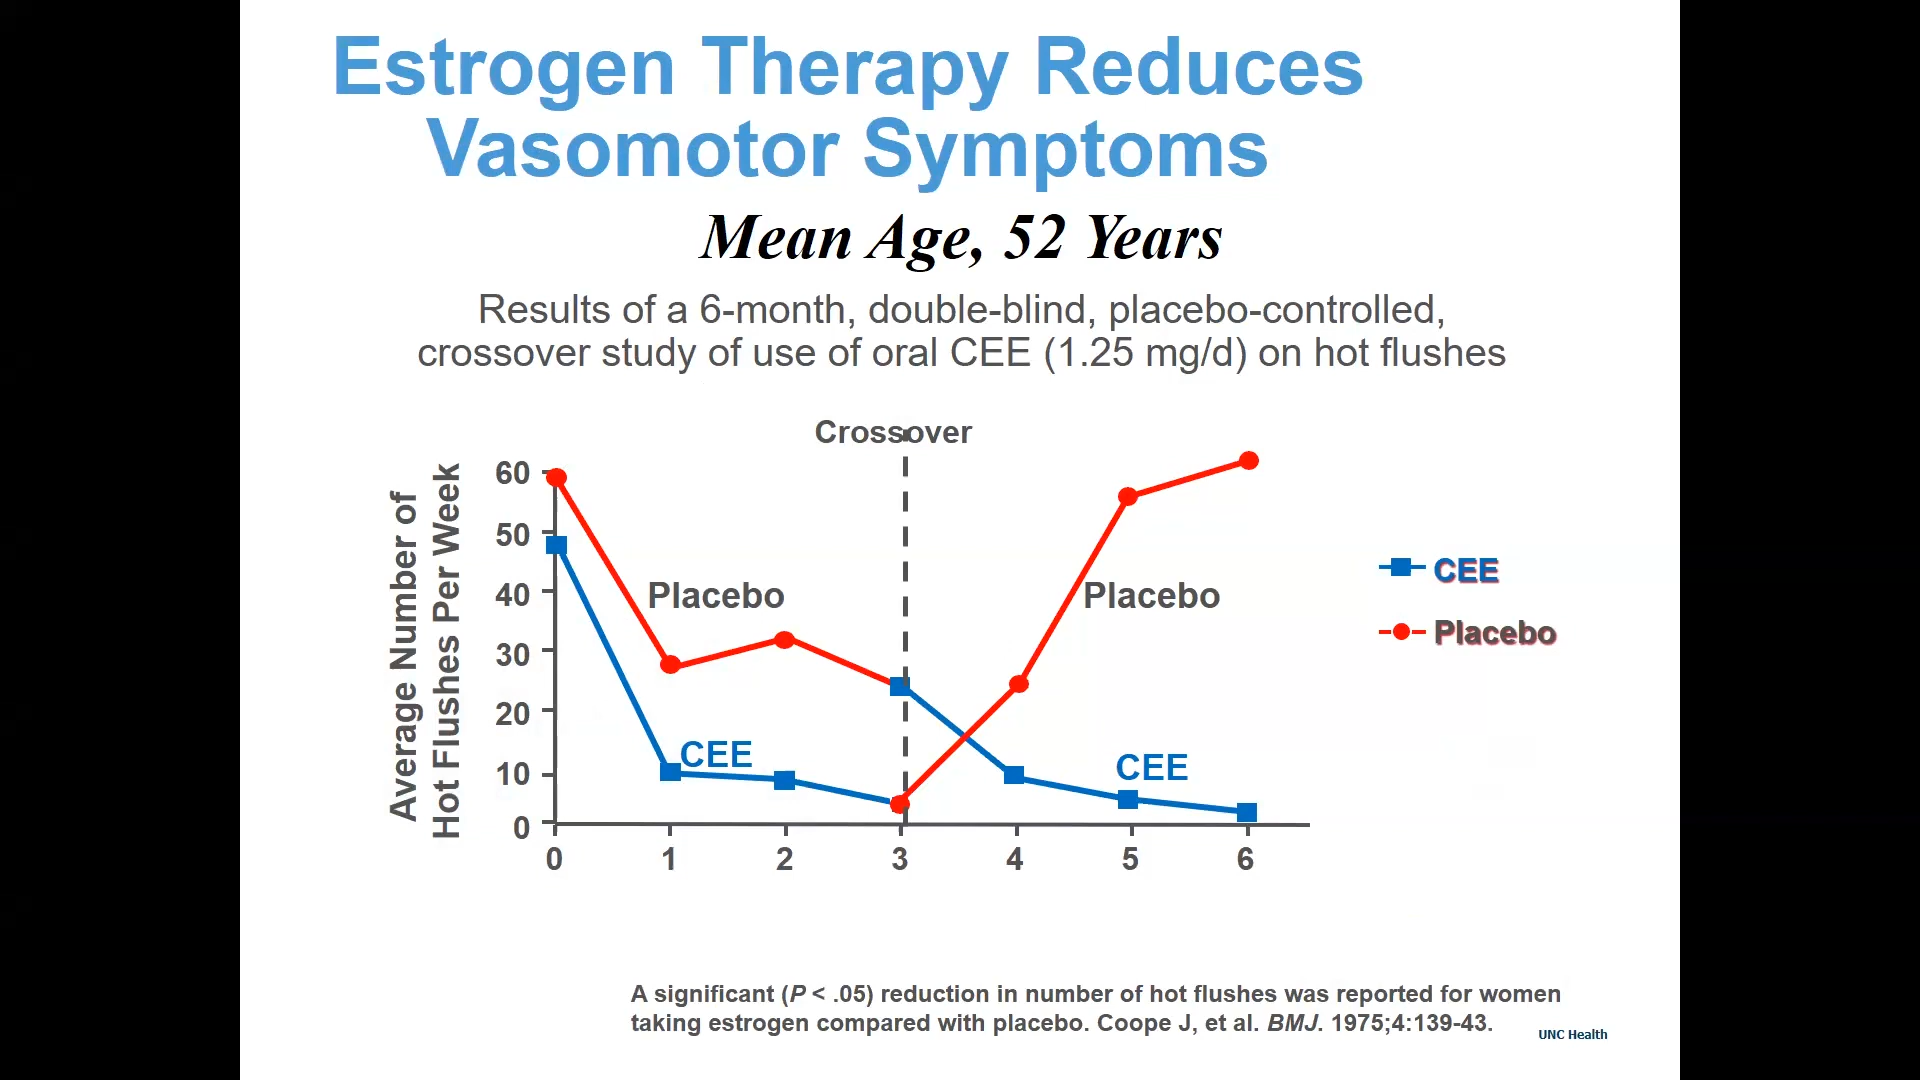 Estrogen Therapy Reduces
Vasomotor Symptoms
Mean Age, 52 Years
Results of a 6-month, double-blind, placebo-controlled,
crossover study of use of oral CEE (1.25 mg/d) on hot flushes
Crossover
Average Number of
Hot Flushes Per Week
60
50
40
30
20
10
0
Placebo
Placebo
CEE
CEE
0 1 2 3 4 5 6
CEE
Placebo
A significant (P < .05) reduction in number of hot flushes was reported for women
taking estrogen compared with placebo. Coope J, et al. BMJ. 1975;4:139-43.
UNC Health